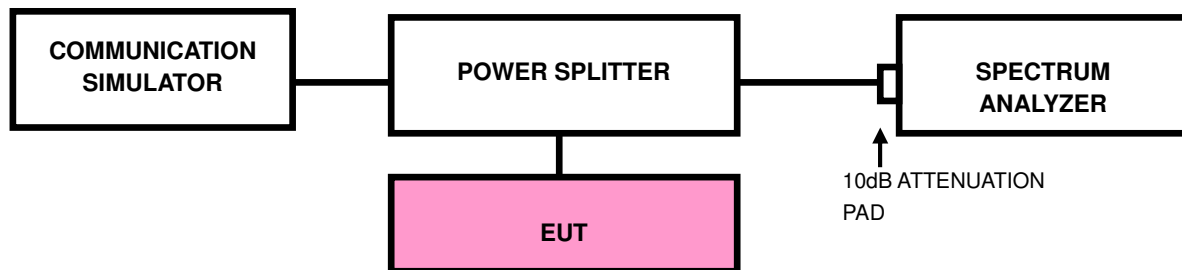 COMMUNICATION
SIMULATOR
POWER SPLITTER
SPECTRUM
ANALYZER
10dB ATTENUATION
PAD
EUT